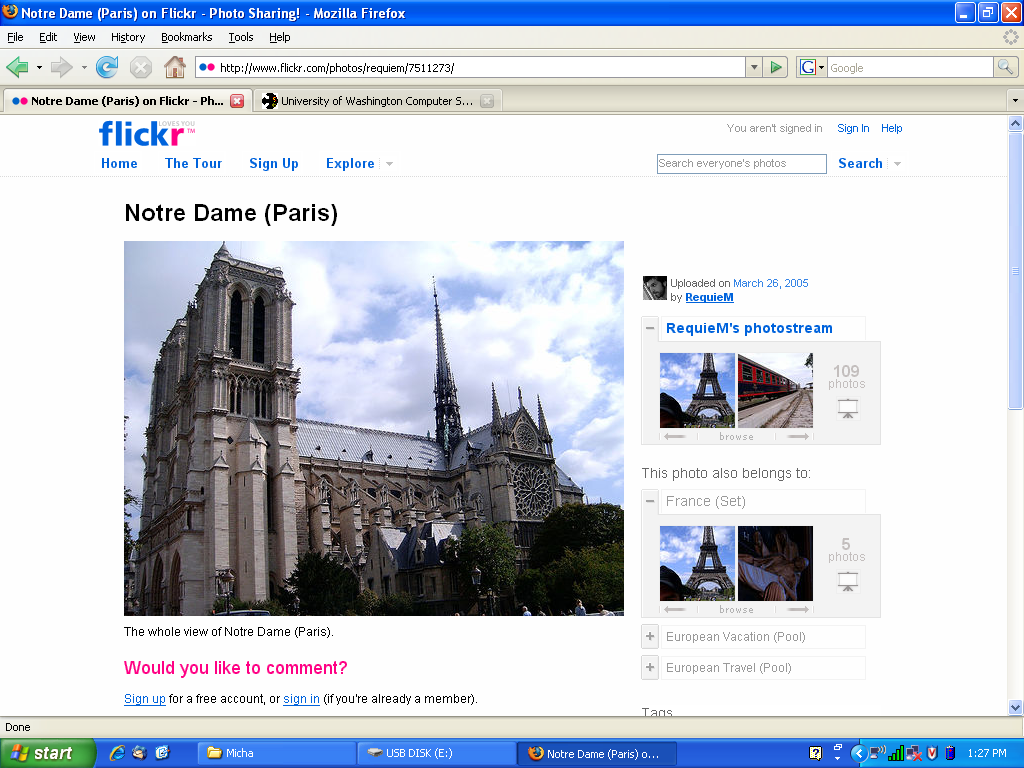 Notre Dame (Paris) on Flickr - Photo Sharing! - Mozilla Firefox
File Edit View History Bookmarks Tools Help
http://www.flickr.com/photos/requiem/7511273/
G Google
Notre Dame (Paris) on Flickr - Ph...
University of Washington Computer S...
flickr LOVES YOU TM
You aren't signed in Sign In Help
Home The Tour Sign Up Explore
Search everyone's photos Search
Notre Dame (Paris)
Uploaded on March 26, 2005
by RequieM
RequieM's photostream
109
photos
browse
This photo also belongs to:
France (Set)
5
photos
browse
European Vacation (Pool)
European Travel (Pool)
Tags
The whole view of Notre Dame (Paris).
Would you like to comment?
Sign up for a free account, or sign in (if you're already a member).
Done
start Micha USB DISK (E:) Notre Dame (Paris) o... 1:27 PM